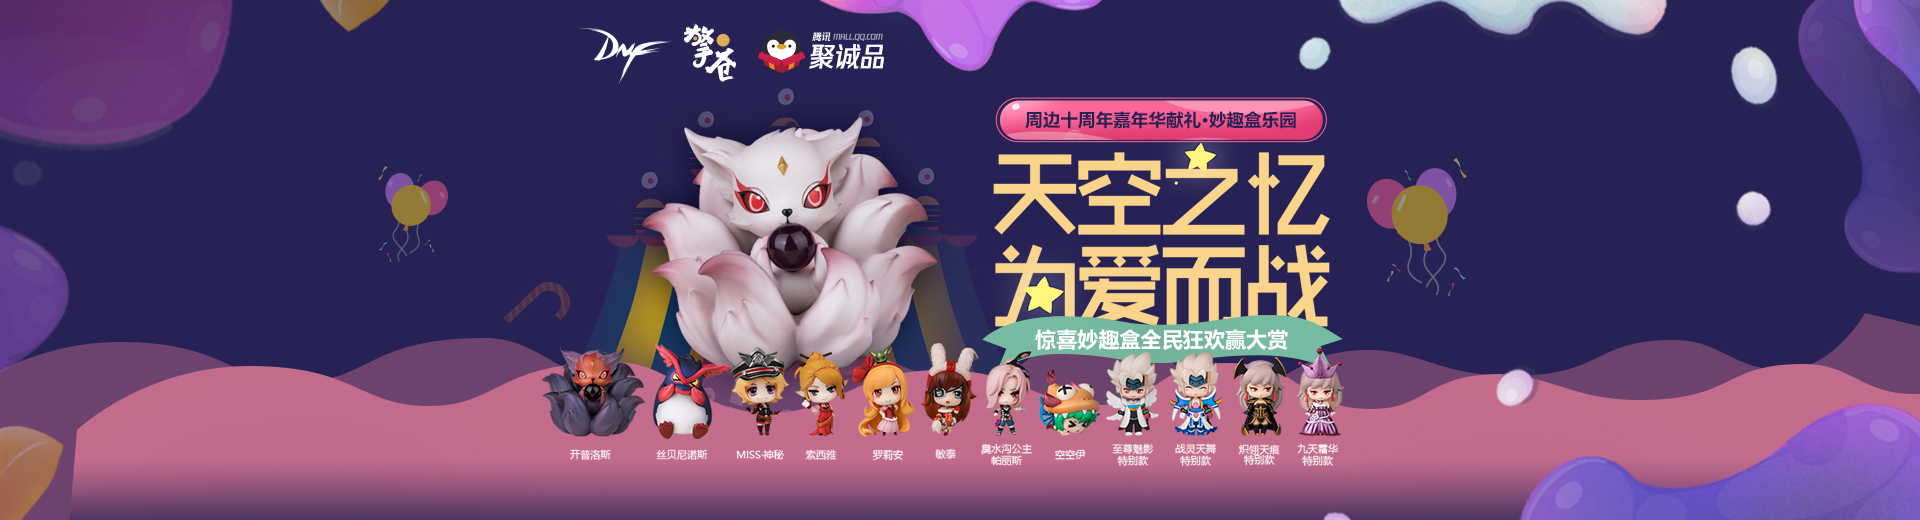 DNF
擎苍
腾讯 MALL.QQ.COM
聚诚品
周边十周年嘉年华献礼·妙趣盒乐园
天空之忆
为爱而战
惊喜妙趣盒全民狂欢赢大赏
开普洛斯
丝贝尼诺斯
MISS·神秘
索西雅
罗莉安
敏泰
臭水沟公主
帕丽斯
空空伊
至尊魅影
特别款
战灵天舞
特别款
炽翎天痕
特别款
九天霜华
特别款